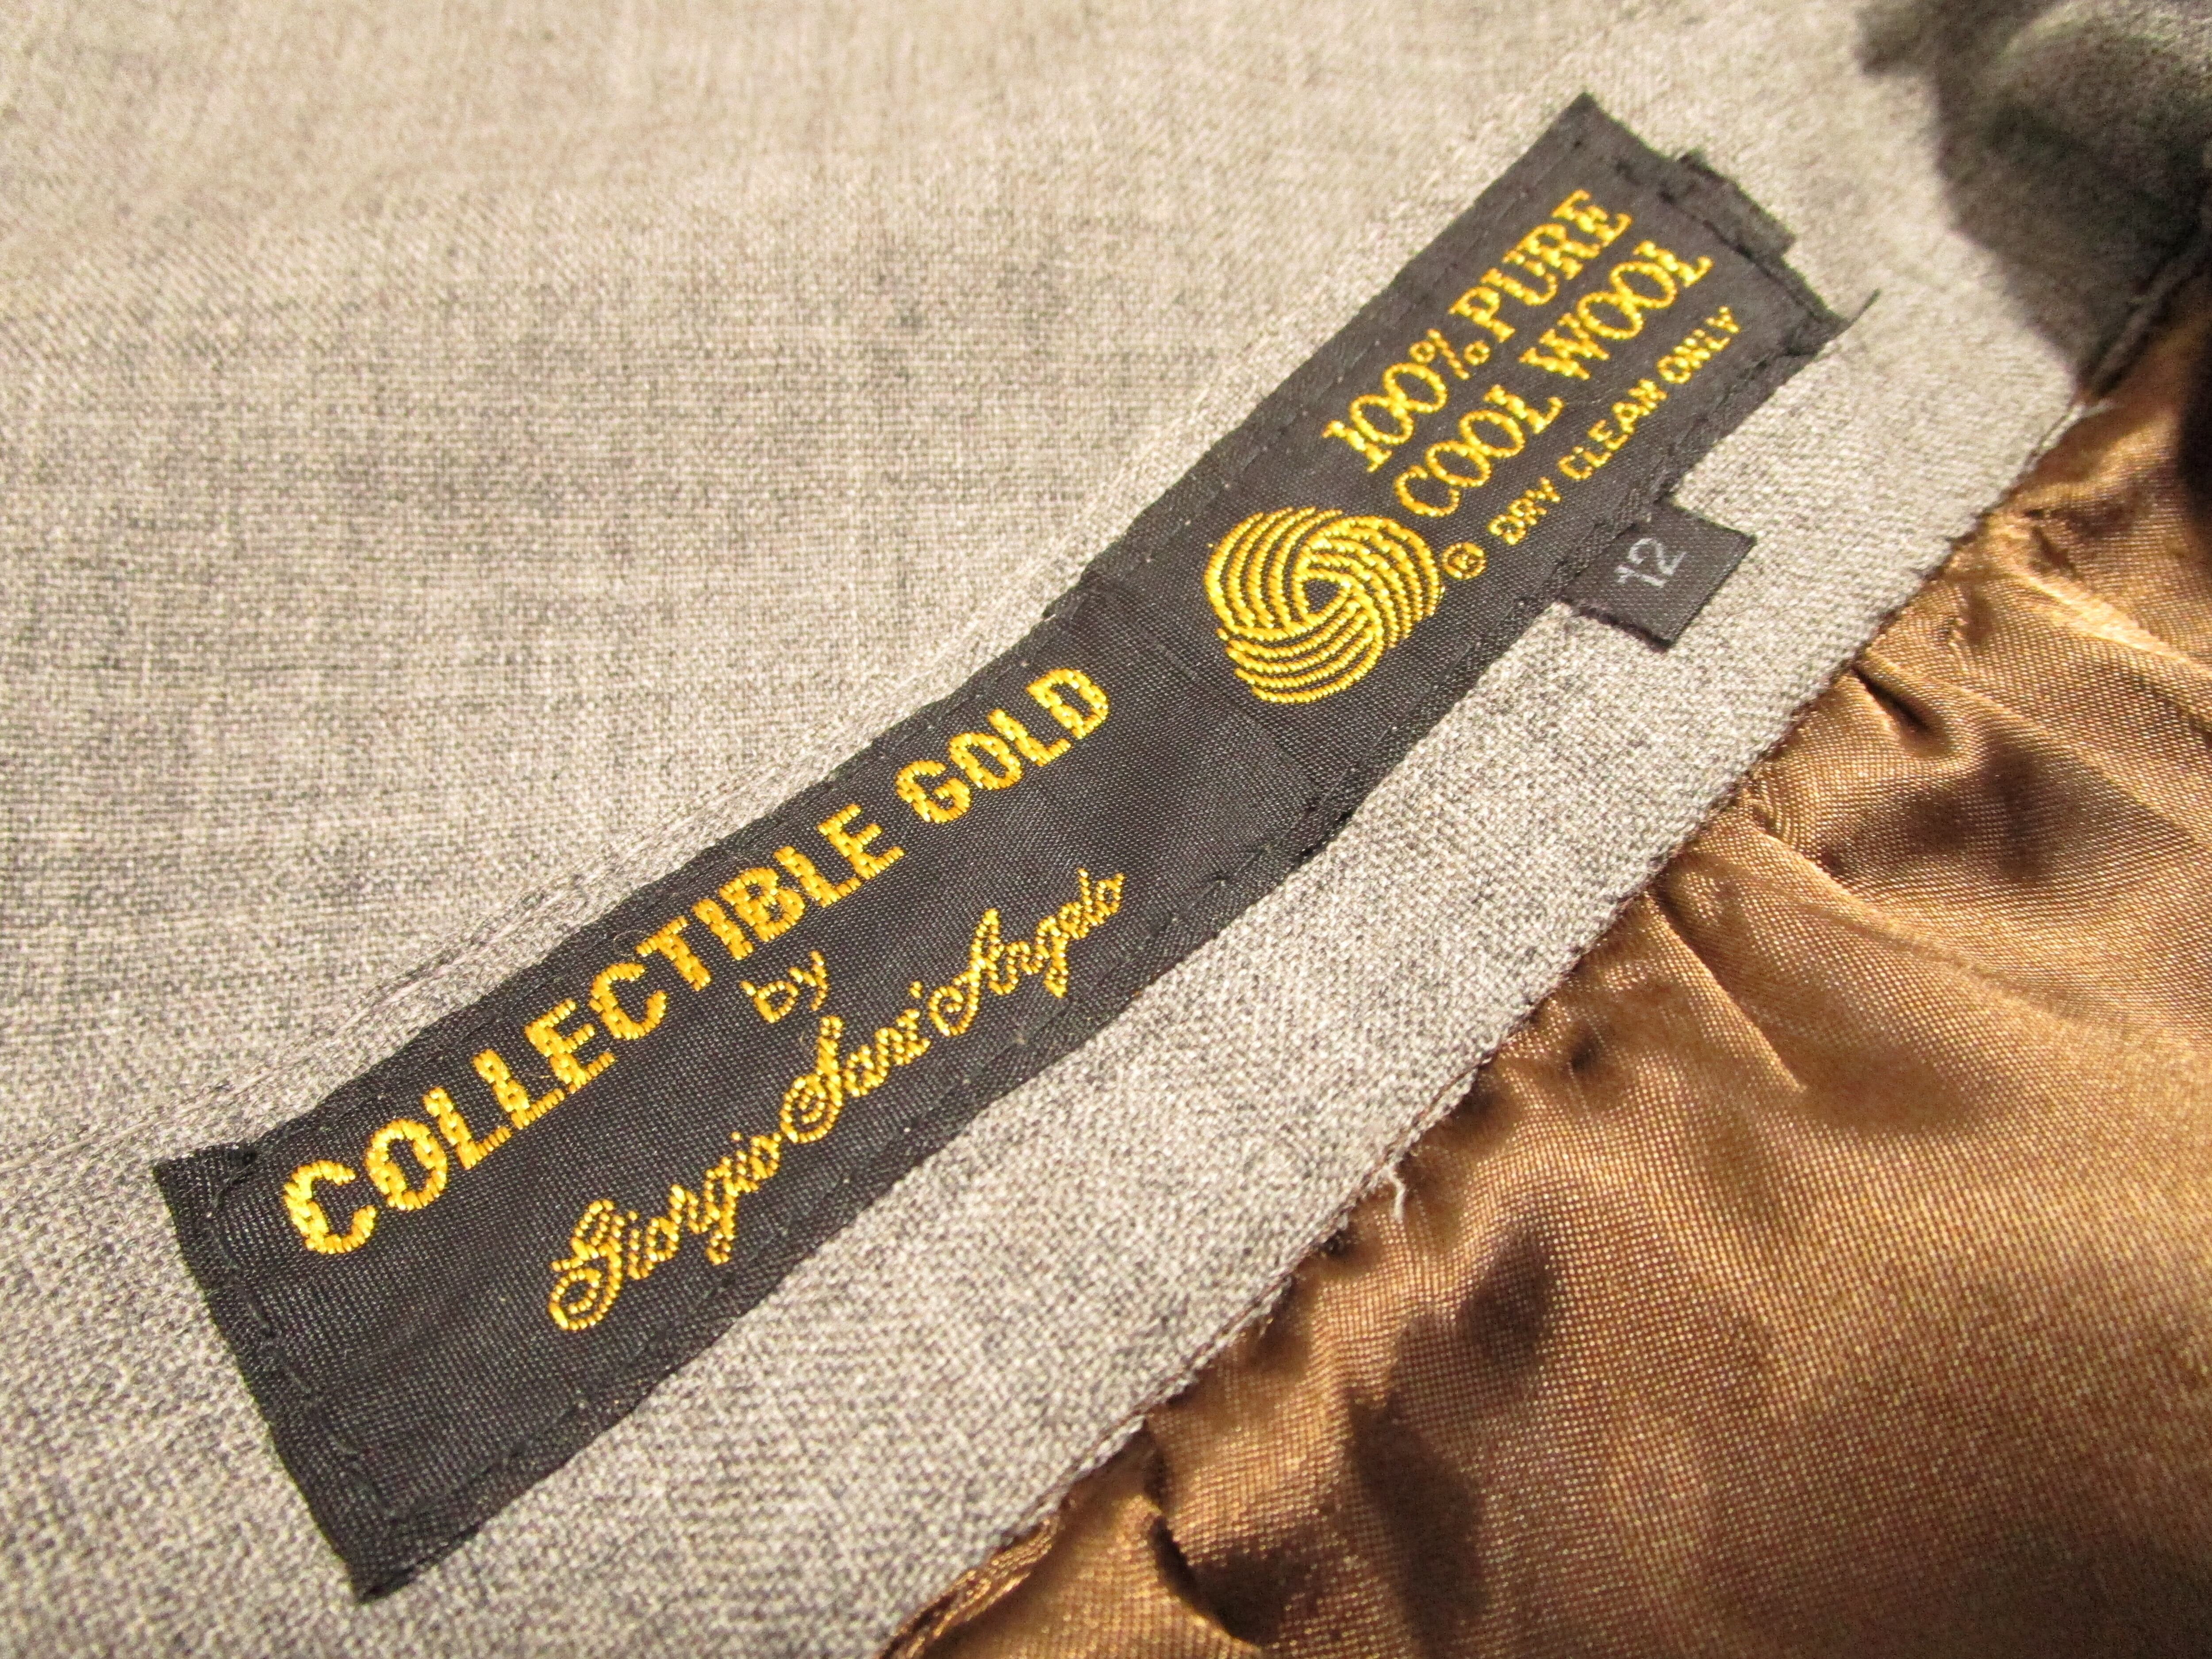 COLLECTIBLE GOLD
by
Giorgio Sant'Angelo
100% PURE
COOL WOOL
® DRY CLEAN ONLY
12